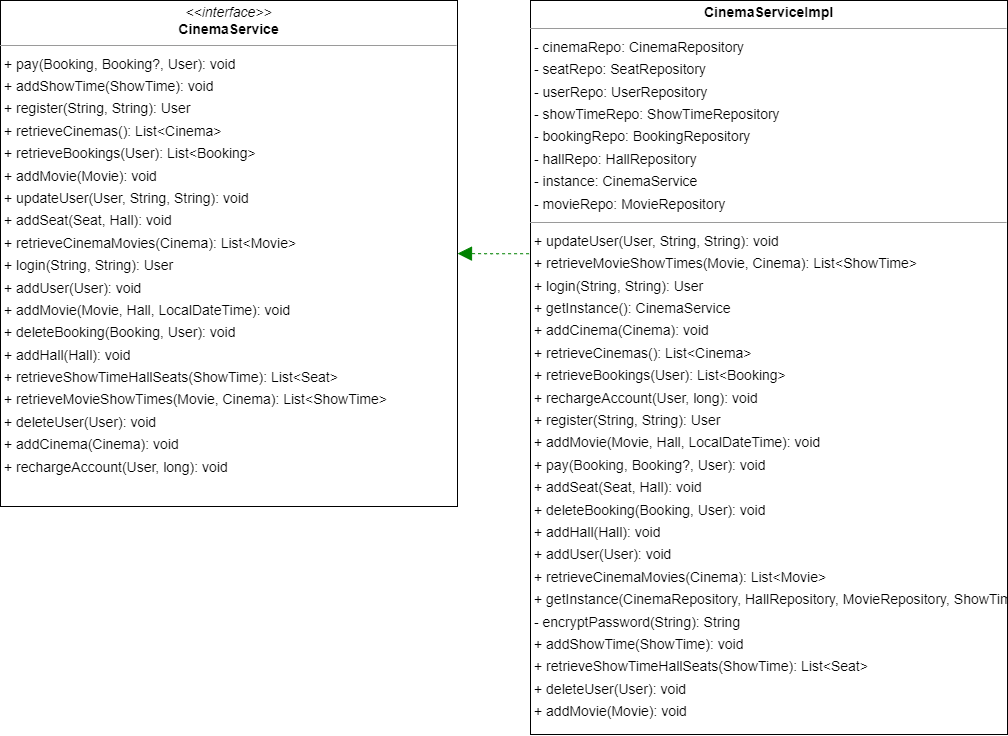 <<interface>>
CinemaService
+ pay(Booking, Booking?, User): void
+ addShowTime(ShowTime): void
+ register(String, String): User
+ retrieveCinemas(): List<Cinema>
+ retrieveBookings(User): List<Booking>
+ addMovie(Movie): void
+ updateUser(User, String, String): void
+ addSeat(Seat, Hall): void
+ retrieveCinemaMovies(Cinema): List<Movie>
+ login(String, String): User
+ addUser(User): void
+ addMovie(Movie, Hall, LocalDateTime): void
+ deleteBooking(Booking, User): void
+ addHall(Hall): void
+ retrieveShowTimeHallSeats(ShowTime): List<Seat>
+ retrieveMovieShowTimes(Movie, Cinema): List<ShowTime>
+ deleteUser(User): void
+ addCinema(Cinema): void
+ rechargeAccount(User, long): void
CinemaServiceImpl
- cinemaRepo: CinemaRepository
- seatRepo: SeatRepository
- userRepo: UserRepository
- showTimeRepo: ShowTimeRepository
- bookingRepo: BookingRepository
- hallRepo: HallRepository
- instance: CinemaService
- movieRepo: MovieRepository
+ updateUser(User, String, String): void
+ retrieveMovieShowTimes(Movie, Cinema): List<ShowTime>
+ login(String, String): User
+ getInstance(): CinemaService
+ addCinema(Cinema): void
+ retrieveCinemas(): List<Cinema>
+ retrieveBookings(User): List<Booking>
+ rechargeAccount(User, long): void
+ register(String, String): User
+ addMovie(Movie, Hall, LocalDateTime): void
+ pay(Booking, Booking?, User): void
+ addSeat(Seat, Hall): void
+ deleteBooking(Booking, User): void
+ addHall(Hall): void
+ addUser(User): void
+ retrieveCinemaMovies(Cinema): List<Movie>
+ getInstance(CinemaRepository, HallRepository, MovieRepository, ShowTim
- encryptPassword(String): String
+ addShowTime(ShowTime): void
+ retrieveShowTimeHallSeats(ShowTime): List<Seat>
+ deleteUser(User): void
+ addMovie(Movie): void